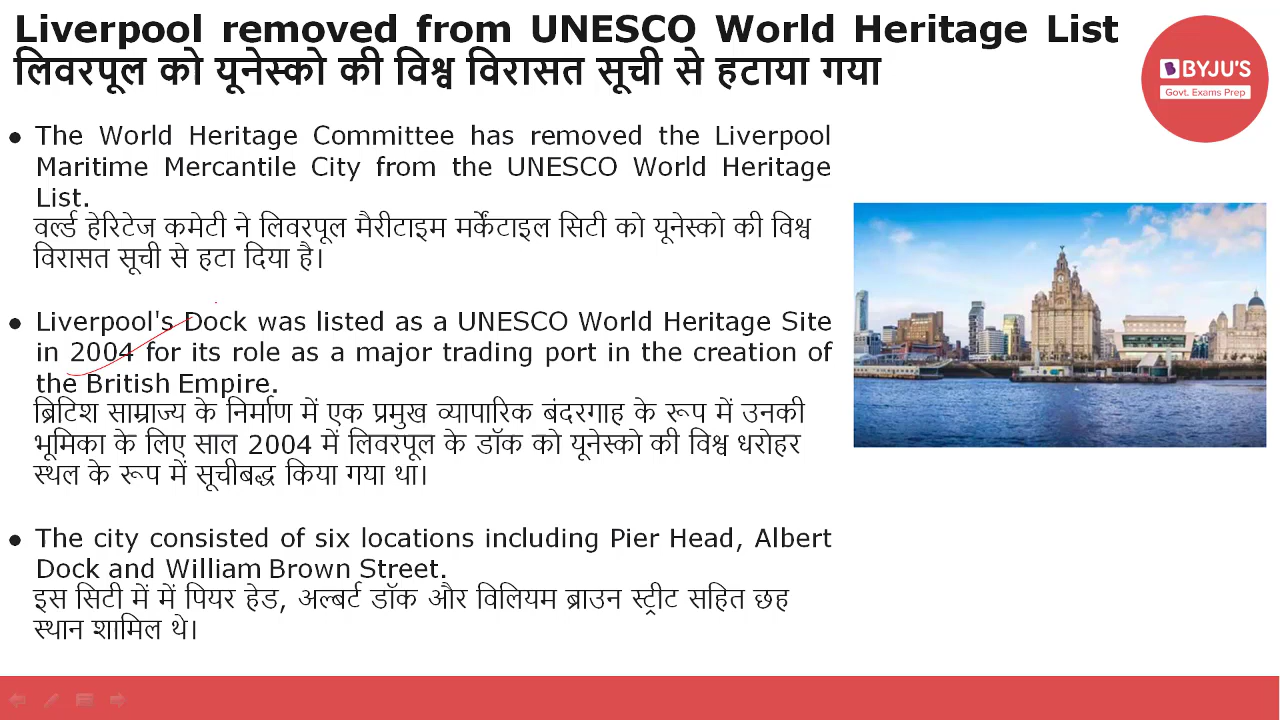 Liverpool removed from UNESCO World Heritage List
लिवरपूल को यूनेस्को की विश्व विरासत सूची से हटाया गया
BYJU'S
Govt. Exams Prep
● The World Heritage Committee has removed the Liverpool
Maritime Mercantile City from the UNESCO World Heritage
List.
वर्ल्ड हेरिटेज कमेटी ने लिवरपूल मैरीटाइम मर्केंटाइल सिटी को यूनेस्को की विश्व
विरासत सूची से हटा दिया है।
● Liverpool's Dock was listed as a UNESCO World Heritage Site
in 2004 for its role as a major trading port in the creation of
the British Empire.
ब्रिटिश साम्राज्य के निर्माण में एक प्रमुख व्यापारिक बंदरगाह के रूप में उनकी
भूमिका के लिए साल 2004 में लिवरपूल के डॉक को यूनेस्को की विश्व धरोहर
स्थल के रूप में सूचीबद्ध किया गया था।
● The city consisted of six locations including Pier Head, Albert
Dock and William Brown Street.
इस सिटी में में पियर हेड, अल्बर्ट डॉक और विलियम ब्राउन स्ट्रीट सहित छह
स्थान शामिल थे।